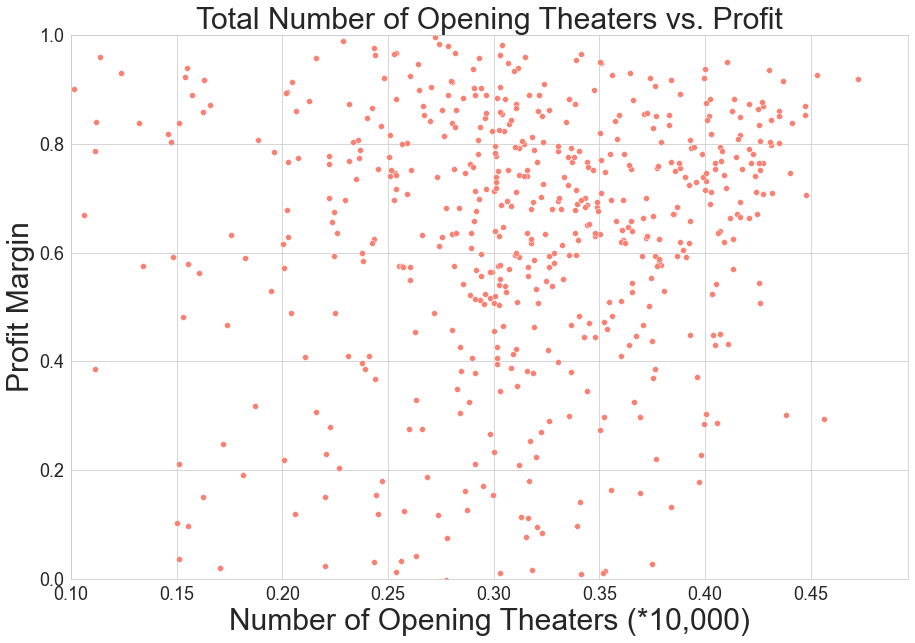 Total Number of Opening Theaters vs. Profit
Profit Margin
1.0
0.8
0.6
0.4
0.2
0.0
0.10 0.15 0.20 0.25 0.30 0.35 0.40 0.45
Number of Opening Theaters (*10,000)